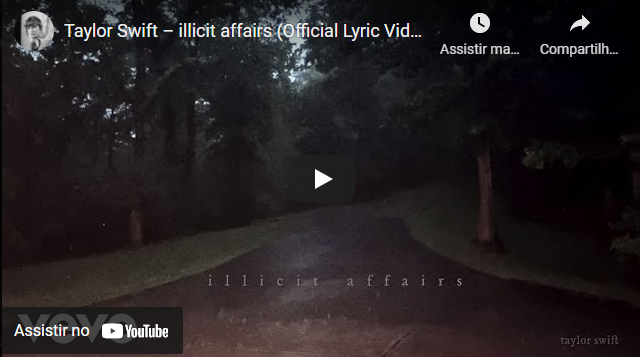 Taylor Swift – illicit affairs (Official Lyric Vid...
Assistir ma...
Compartilh...
illicit affairs
vevo
Assistir no YouTube
taylor swift